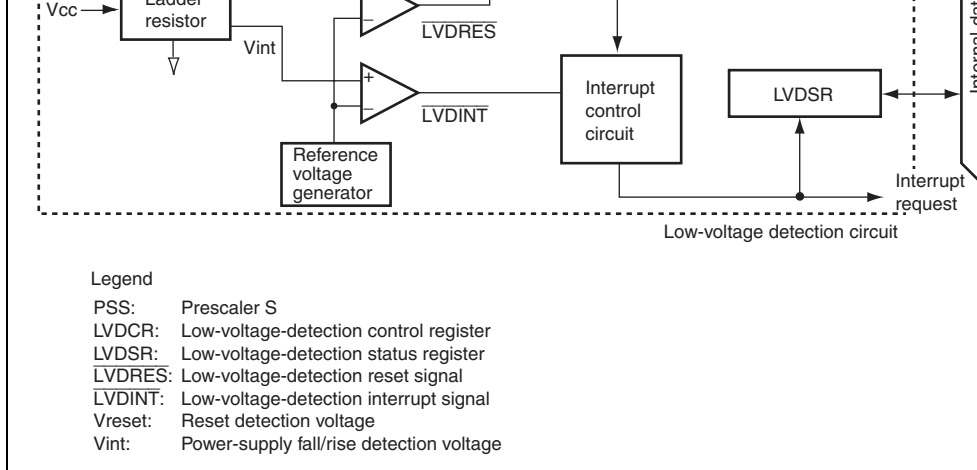 Ladder
resistor
Vcc
Vint
LVDRES
LVDINT
Interrupt
control
circuit
LVDSR
Reference
voltage
generator
Interrupt
request
Low-voltage detection circuit
Legend
PSS: Prescaler S
LVDCR: Low-voltage-detection control register
LVDSR: Low-voltage-detection status register
LVDRES: Low-voltage-detection reset signal
LVDINT: Low-voltage-detection interrupt signal
Vreset: Reset detection voltage
Vint: Power-supply fall/rise detection voltage